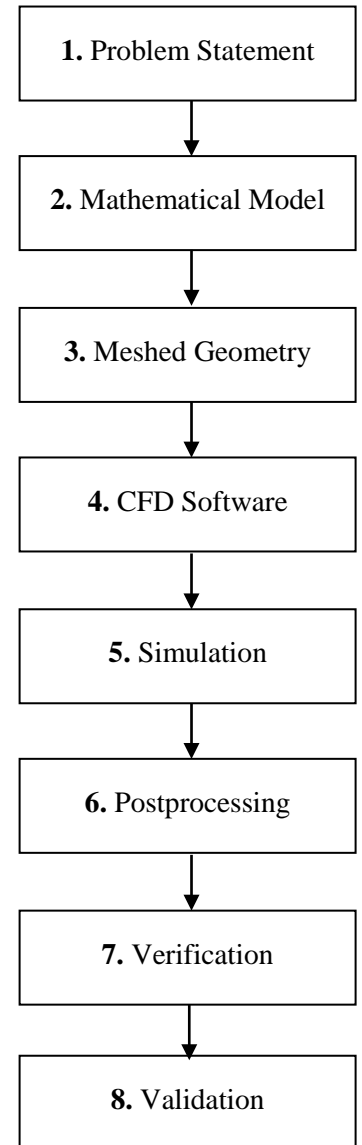 1. Problem Statement
2. Mathematical Model
3. Meshed Geometry
4. CFD Software
5. Simulation
6. Postprocessing
7. Verification
8. Validation